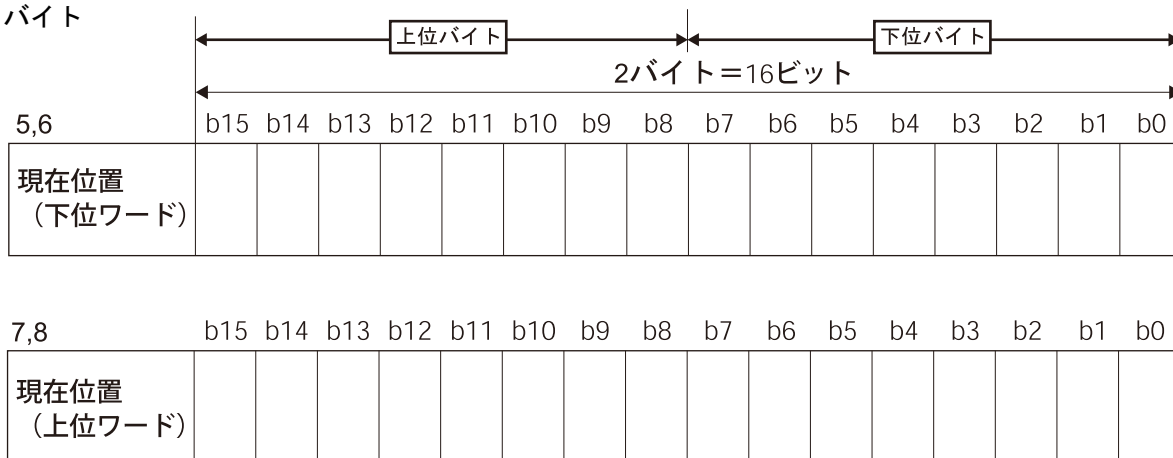 バイト
上位バイト 下位バイト
2バイト＝16ビット
5,6 b15 b14 b13 b12 b11 b10 b9 b8 b7 b6 b5 b4 b3 b2 b1 b0
現在位置
（下位ワード）
7,8 b15 b14 b13 b12 b11 b10 b9 b8 b7 b6 b5 b4 b3 b2 b1 b0
現在位置
（上位ワード）